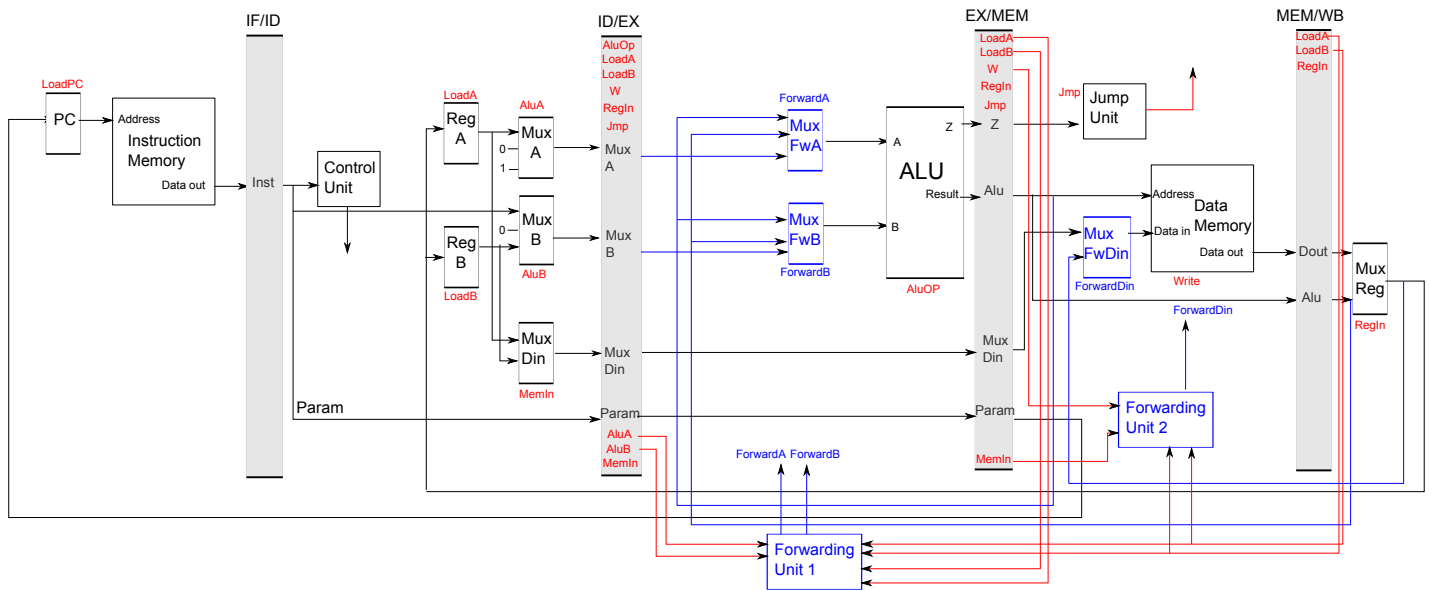 IF/ID
ID/EX
EX/MEM
MEM/WB
LoadPC
PC
Address
Instruction
Memory
Data out
Inst
Control
Unit
Param
LoadA
Reg
A
Reg
B
LoadB
AluA
Mux
A
0
1
Mux
B
0
AluB
Mux
Din
MemIn
AluOp
LoadA
LoadB
W
RegIn
Jmp
Mux
A
Mux
B
Mux
Din
Param
AluA
AluB
MemIn
ForwardA
Mux
FwA
Mux
FwB
ForwardB
A
B
Z
ALU
Result
AluOP
LoadA
LoadB
W
RegIn
Jmp
Z
Alu
Mux
Din
Param
MemIn
Jmp
Jump
Unit
Mux
FwDin
ForwardDin
Address
Data
Memory
Data in
Data out
Write
ForwardDin
Forwarding
Unit 2
ForwardA ForwardB
Forwarding
Unit 1
LoadA
LoadB
RegIn
Dout
Alu
Mux
Reg
RegIn